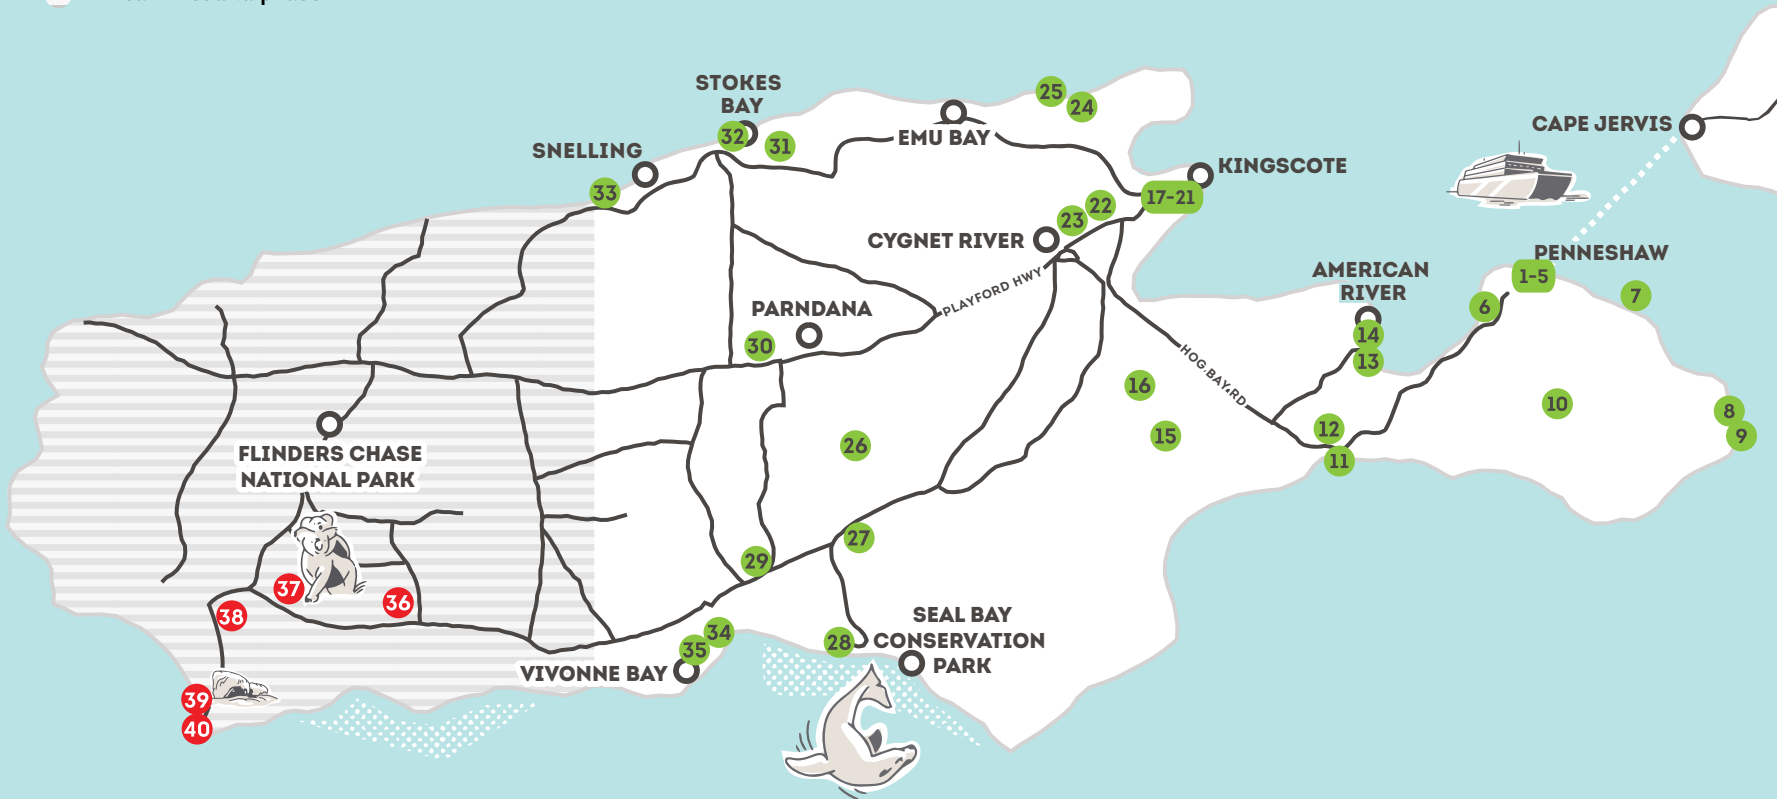 STOKES
BAY
25
24
CAPE JERVIS
32
31
EMU BAY
SNELLING
KINGSCOTE
33
17-21
22
23
CYGNET RIVER
PENNESHAW
AMERICAN
RIVER
1-5
PLAYFORD HWY
7
6
PARNDANA
14
30
13
HOG BAY RD
16
10
8
12
15
9
26
11
FLINDERS CHASE
NATIONAL PARK
27
29
37
36
38
SEAL BAY
CONSERVATION
PARK
34
28
35
VIVONNE BAY
39
40